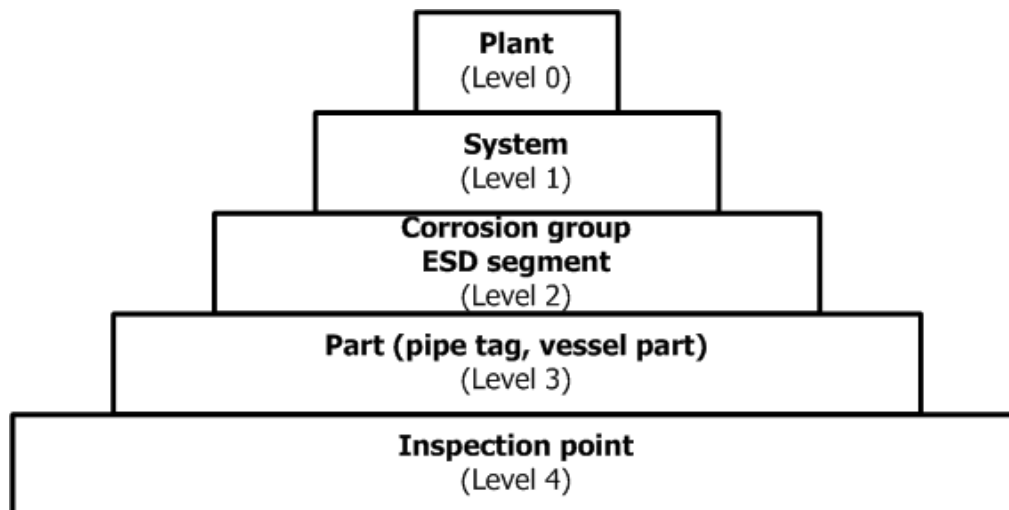 Plant
(Level 0)
System
(Level 1)
Corrosion group
ESD segment
(Level 2)
Part (pipe tag, vessel part)
(Level 3)
Inspection point
(Level 4)